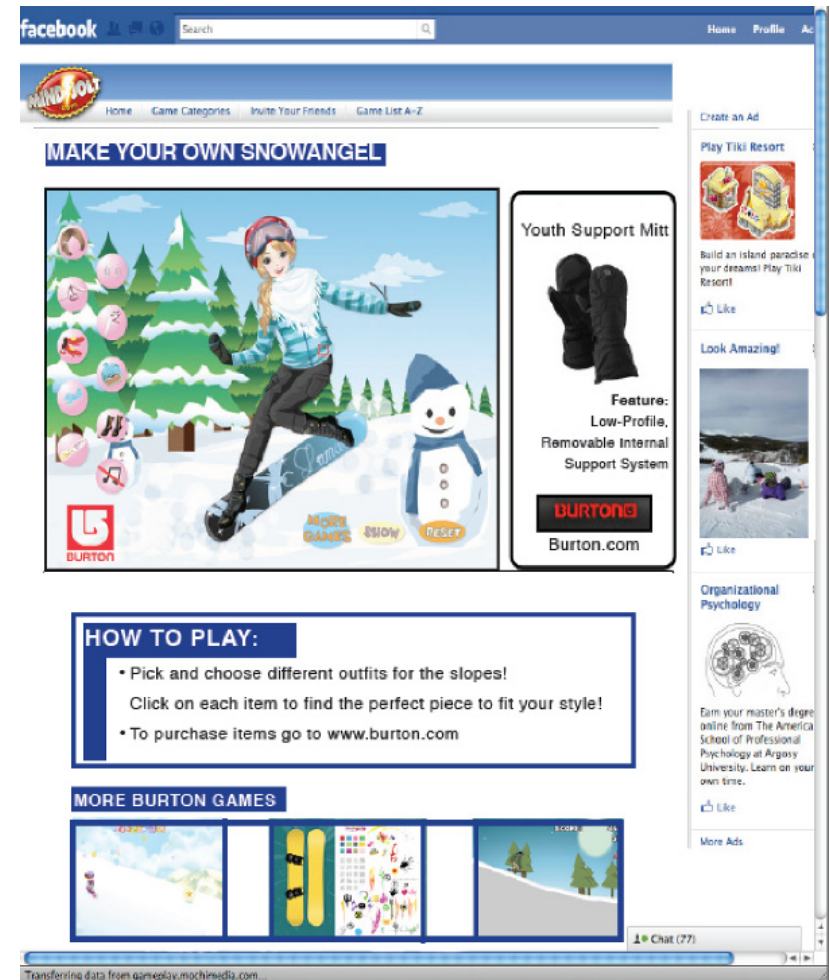 facebook
Search
Home Profile Ac
MINDJOLT
.com
Home Game Categories Invite Your Friends Game List A-Z
Create an Ad
MAKE YOUR OWN SNOWANGEL
Play Tiki Resort
Build an island paradise
your dreams! Play Tiki
Resort!
Like
Youth Support Mitt
Feature:
Low-Profile,
Removable Internal
Support System
BURTON
Burton.com
BURTON
MORE
GAMES
SHOW
RESET
Look Amazing!
Like
HOW TO PLAY:
• Pick and choose different outfits for the slopes!
Click on each item to find the perfect piece to fit your style!
• To purchase items go to www.burton.com
Organizational
Psychology
Earn your master's degre
online from The America
School of Professional
Psychology at Argosy
University. Learn on your
own time.
Like
More Ads
MORE BURTON GAMES
Chat (77)
Transferring data from gameplay.mochimedia.com...